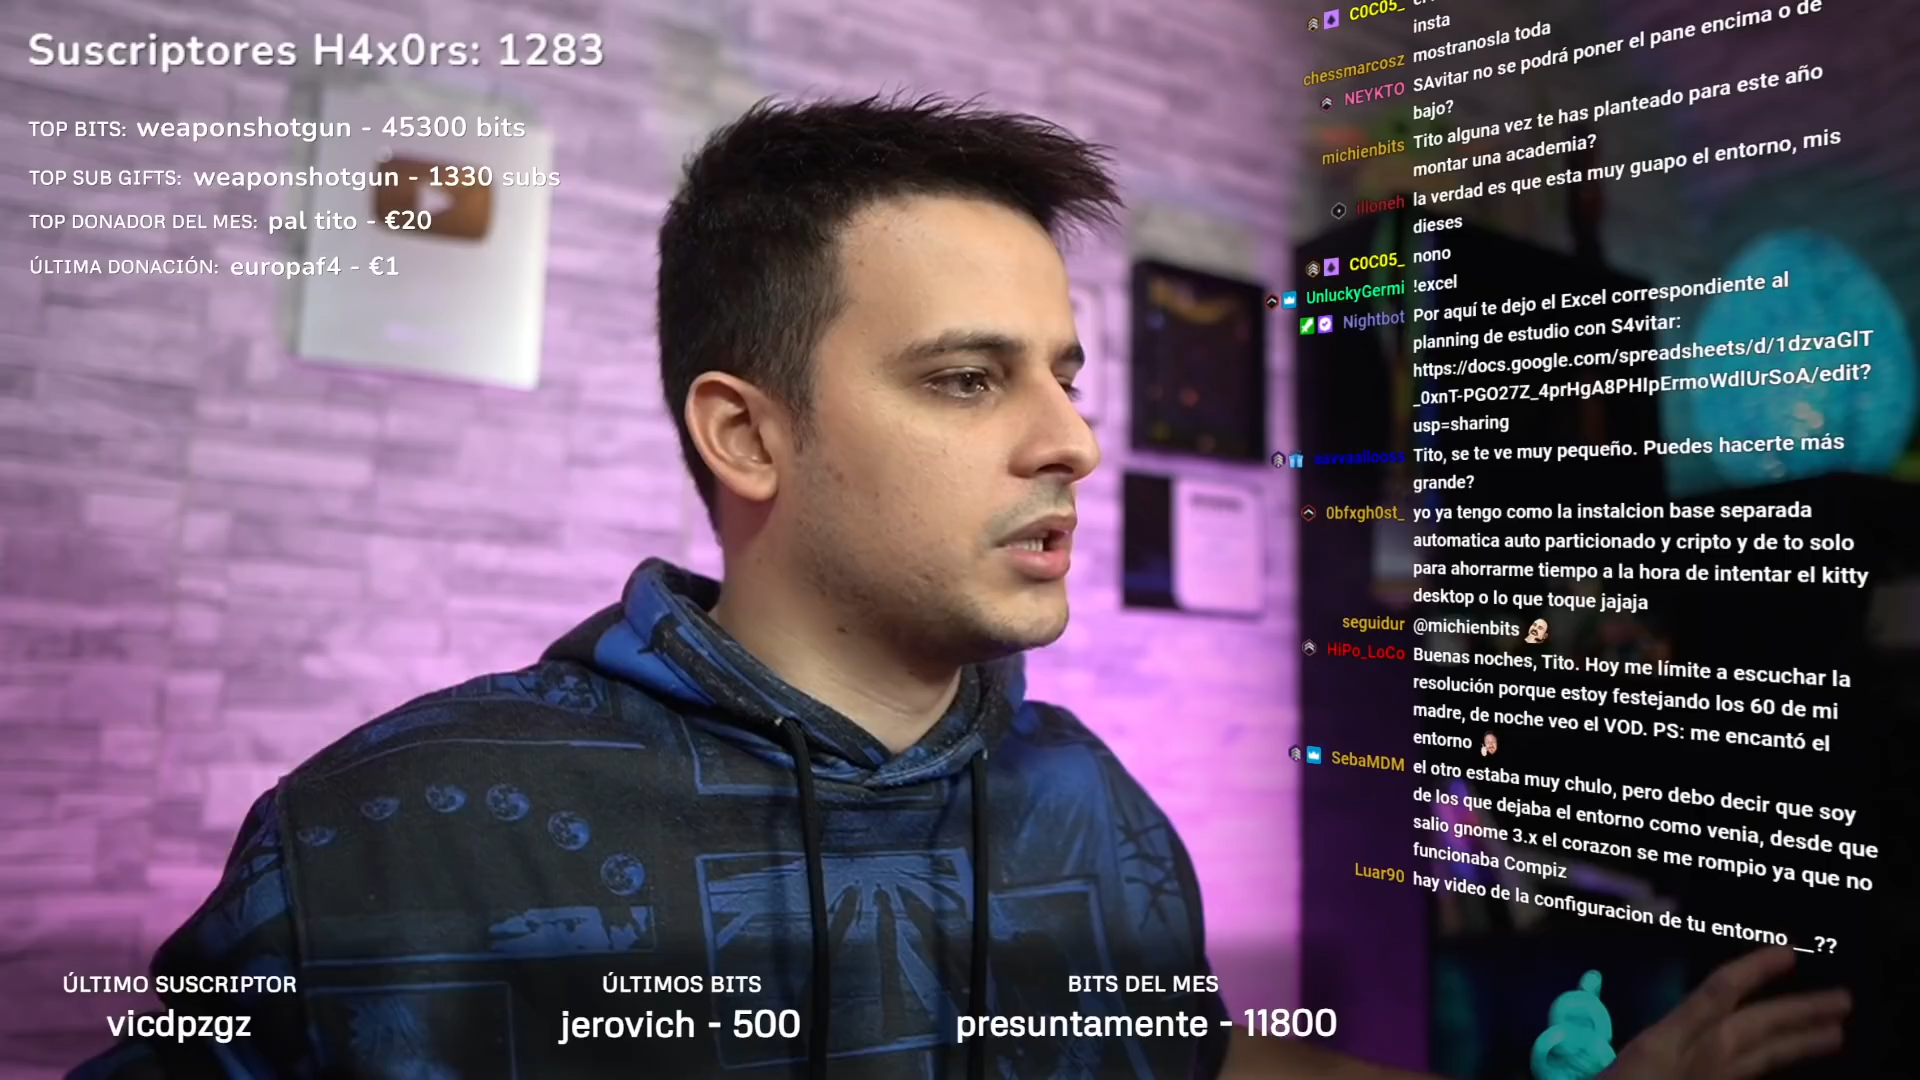 Suscriptores H4x0rs: 1283
TOP BITS: weaponshotgun - 45300 bits
TOP SUB GIFTS: weaponshotgun - 1330 subs
TOP DONADOR DEL MES: pal tito - €20
ÚLTIMA DONACIÓN: europaf4 - €1
C0C05_
insta
chessmarcosz mostranosla toda
NEYKTO SAvitar no se podrá poner el pane encima o de
bajo?
michienbits Tito alguna vez te has planteado para este año
montar una academia?
illoneh la verdad es que esta muy guapo el entorno, mis
dieses
C0C05_ nono
UnluckyGermi !excel
Nightbot Por aquí te dejo el Excel correspondiente al
planning de estudio con S4vitar:
https://docs.google.com/spreadsheets/d/1dzvaGlT
_0xnT-PGO27Z_4prHgA8PHIpErmoWdlUrSoA/edit?
usp=sharing
Tito, se te ve muy pequeño. Puedes hacerte más
grande?
0bfxgh0st_ yo ya tengo como la instalcion base separada
automatica auto particionado y cripto y de to solo
para ahorrarme tiempo a la hora de intentar el kitty
desktop o lo que toque jajaja
seguidur @michienbits
HiPo_LoCo Buenas noches, Tito. Hoy me límite a escuchar la
resolución porque estoy festejando los 60 de mi
madre, de noche veo el VOD. PS: me encantó el
entorno
SebaMDM el otro estaba muy chulo, pero debo decir que soy
de los que dejaba el entorno como venia, desde que
salio gnome 3.x el corazon se me rompio ya que no
funcionaba Compiz
Luar90 hay video de la configuracion de tu entorno __??
ÚLTIMO SUSCRIPTOR
vicdpzgz
ÚLTIMOS BITS
jerovich - 500
BITS DEL MES
presuntamente - 11800